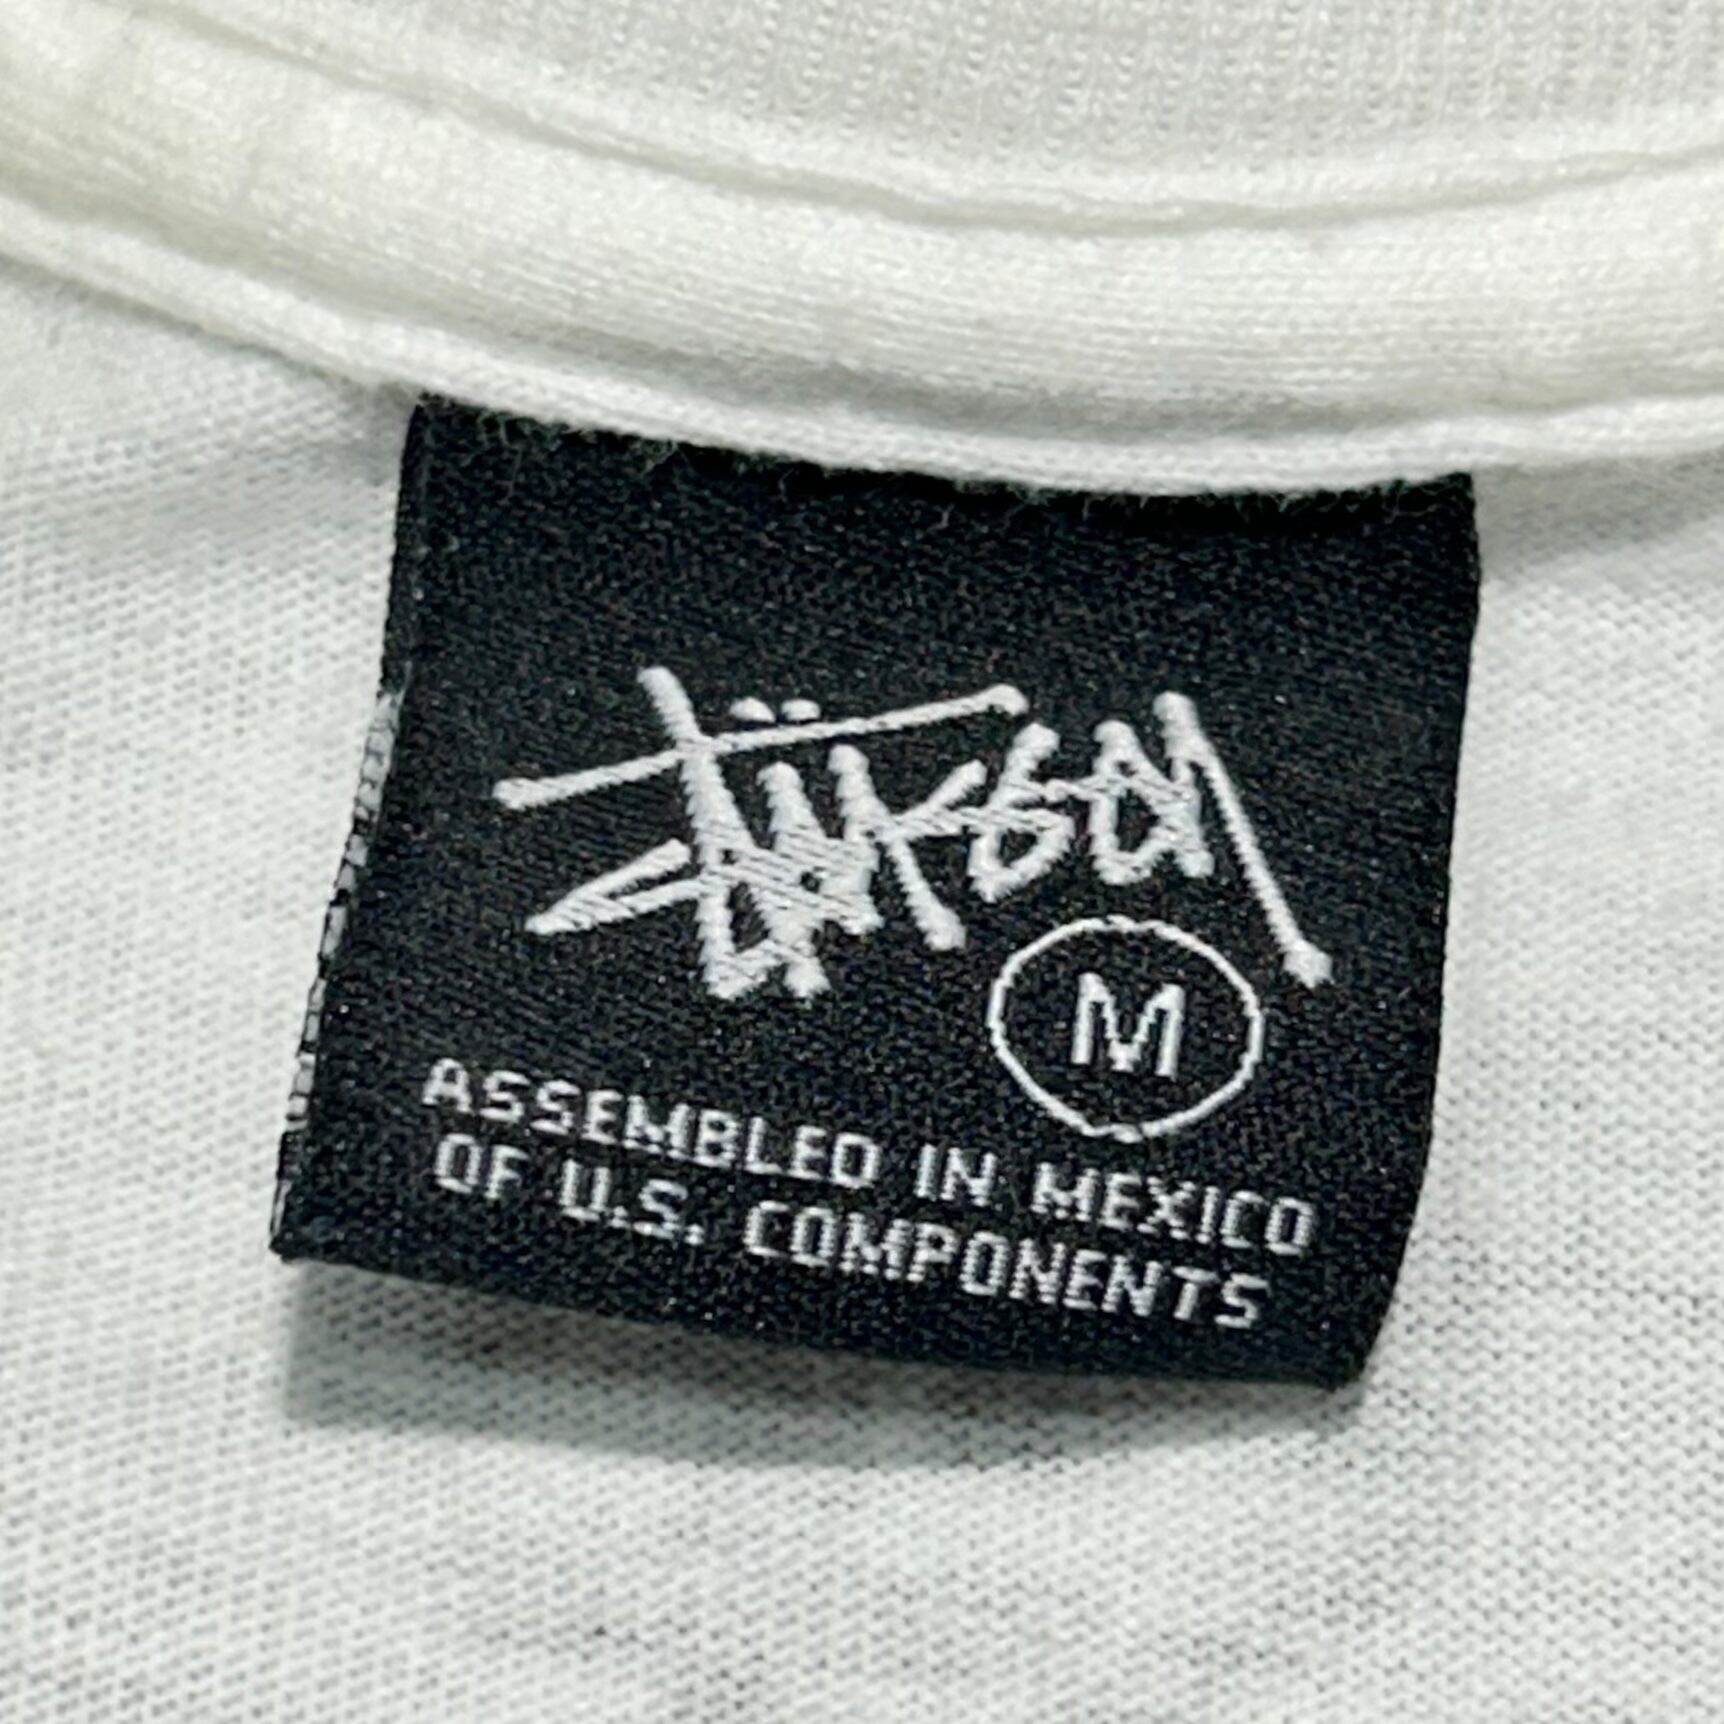 Stüssy
M
ASSEMBLED IN MEXICO
OF U.S. COMPONENTS